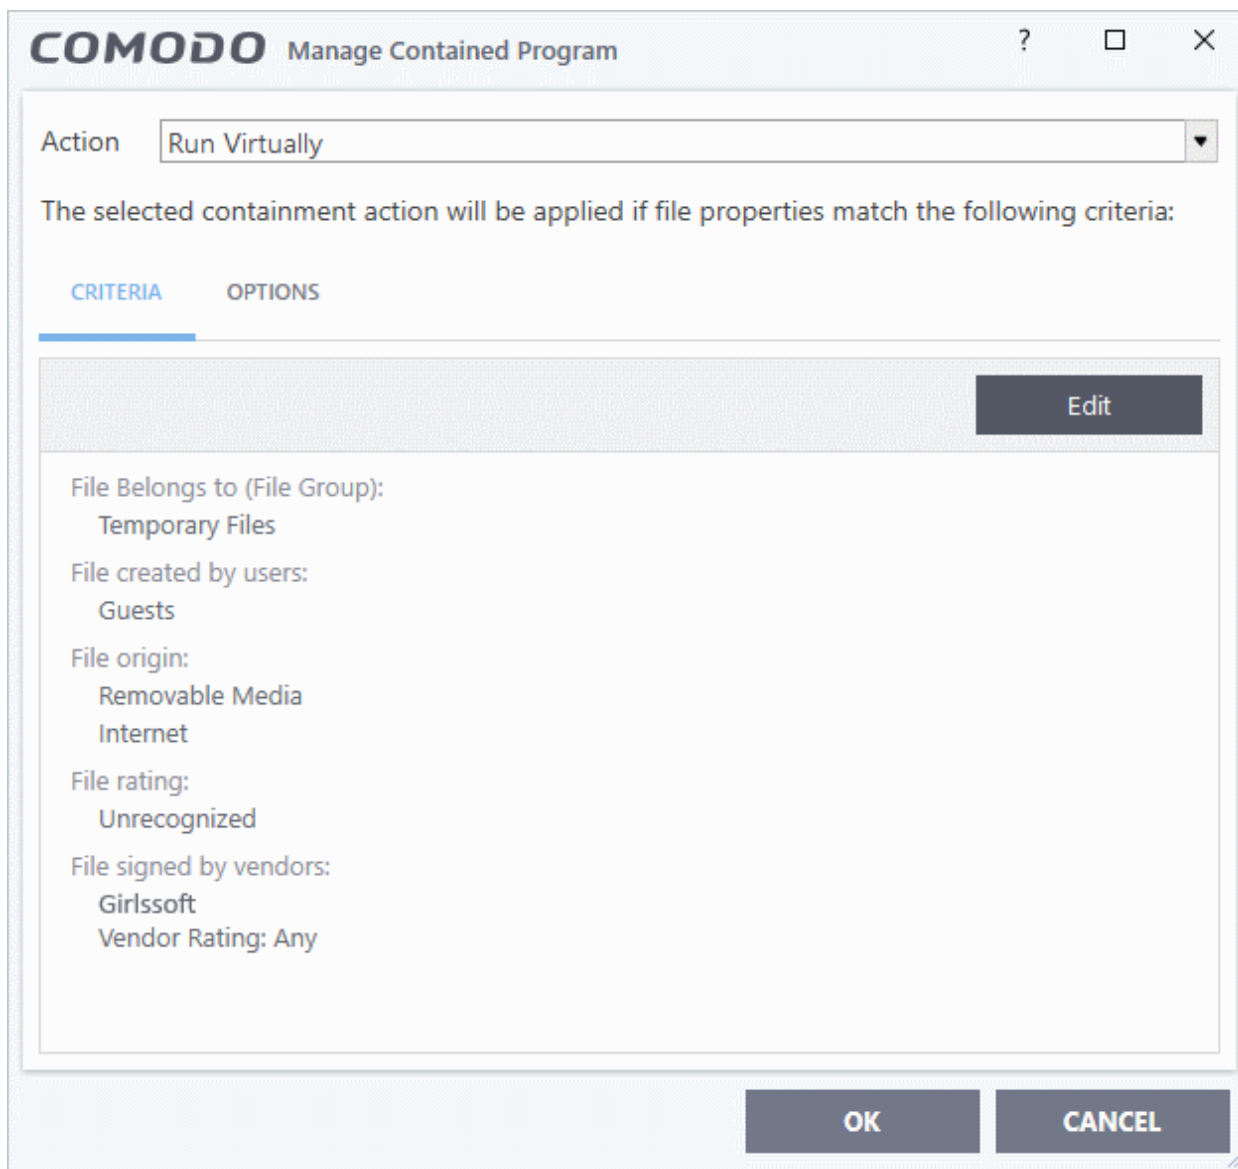 COMODO Manage Contained Program ?
Action Run Virtually
The selected containment action will be applied if file properties match the following criteria:
CRITERIA OPTIONS
Edit
File Belongs to (File Group):
Temporary Files
File created by users:
Guests
File origin:
Removable Media
Internet
File rating:
Unrecognized
File signed by vendors:
Girlssoft
Vendor Rating: Any
OK CANCEL